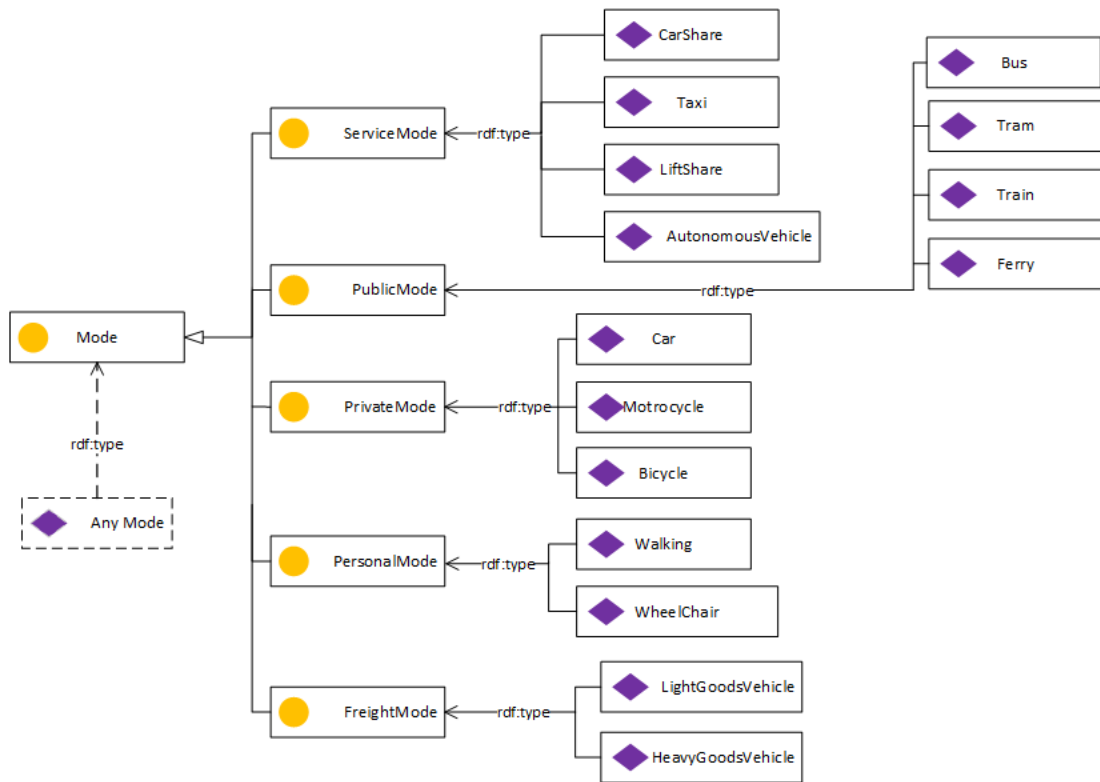 CarShare
Taxi
LiftShare
AutonomousVehicle
ServiceMode
rdf:type
Bus
Tram
Train
Ferry
PublicMode
rdf:type
Mode
rdf:type
Any Mode
Car
Motrocycle
Bicycle
PrivateMode
rdf:type
Walking
WheelChair
PersonalMode
rdf:type
LightGoodsVehicle
HeavyGoodsVehicle
FreightMode
rdf:type